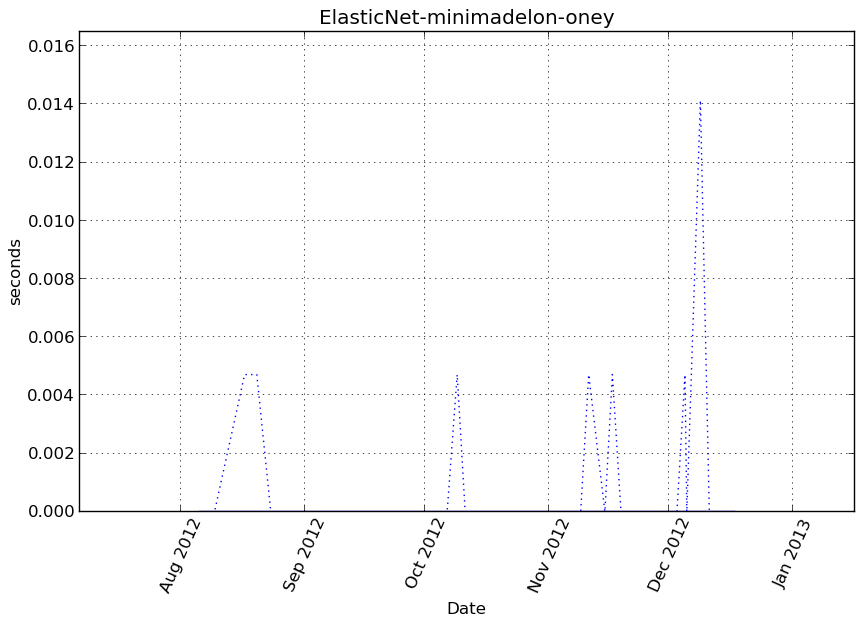 ElasticNet-minimadelon-oney
0.016
0.014
0.012
0.010
0.008
0.006
0.004
0.002
0.000
seconds
Aug 2012
Sep 2012
Oct 2012
Nov 2012
Dec 2012
Jan 2013
Date